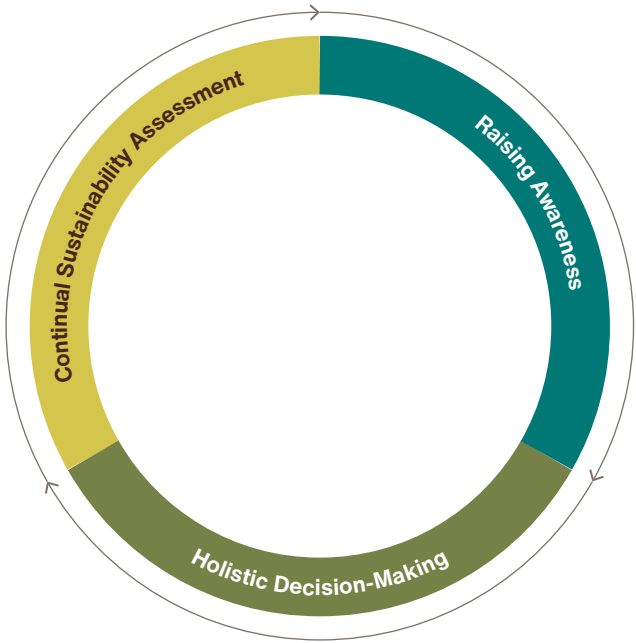 Raising Awareness
Holistic Decision-Making
Continual Sustainability Assessment